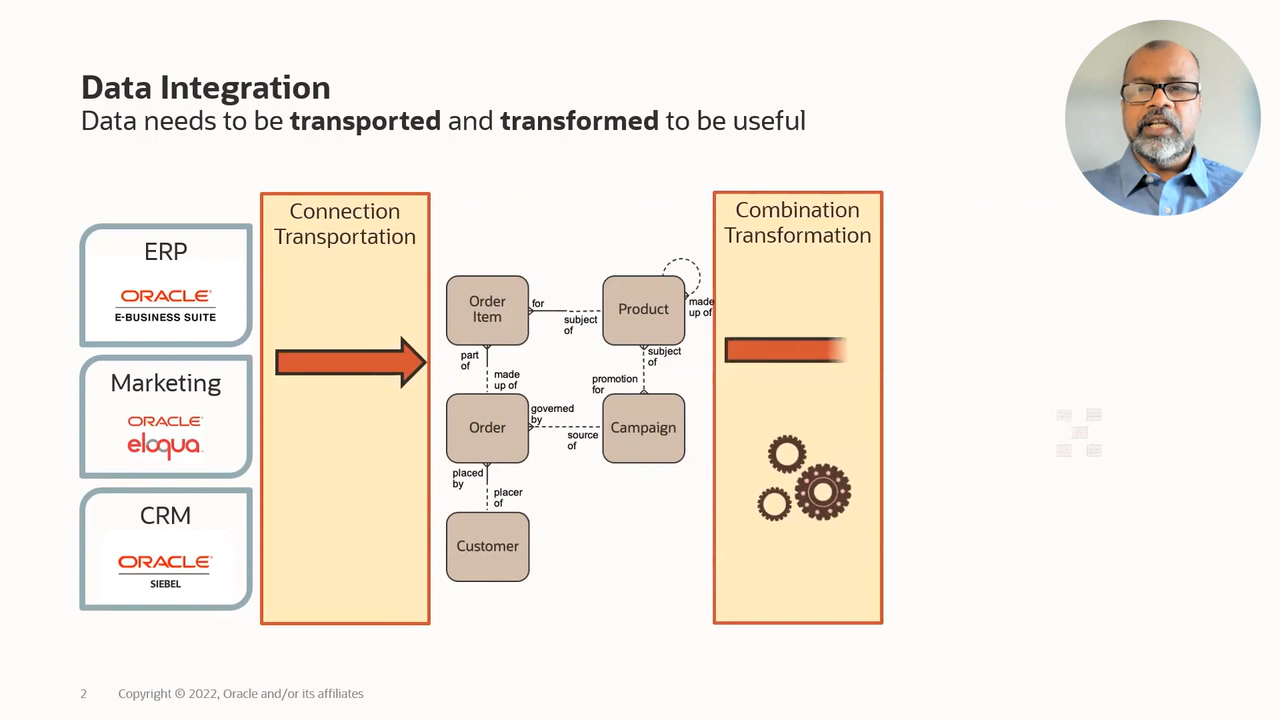 Data Integration
Data needs to be transported and transformed to be useful
ERP
ORACLE
E-BUSINESS SUITE
Marketing
ORACLE
eloqua
CRM
ORACLE
SIEBEL
Connection
Transportation
Order
Item
for
subject
of
Product
made
up of
part
of
made
up of
subject
of
promotion
for
Order
governed
by
source
of
Campaign
placed
by
placer
of
Customer
Combination
Transformation
2 Copyright © 2022, Oracle and/or its affiliates